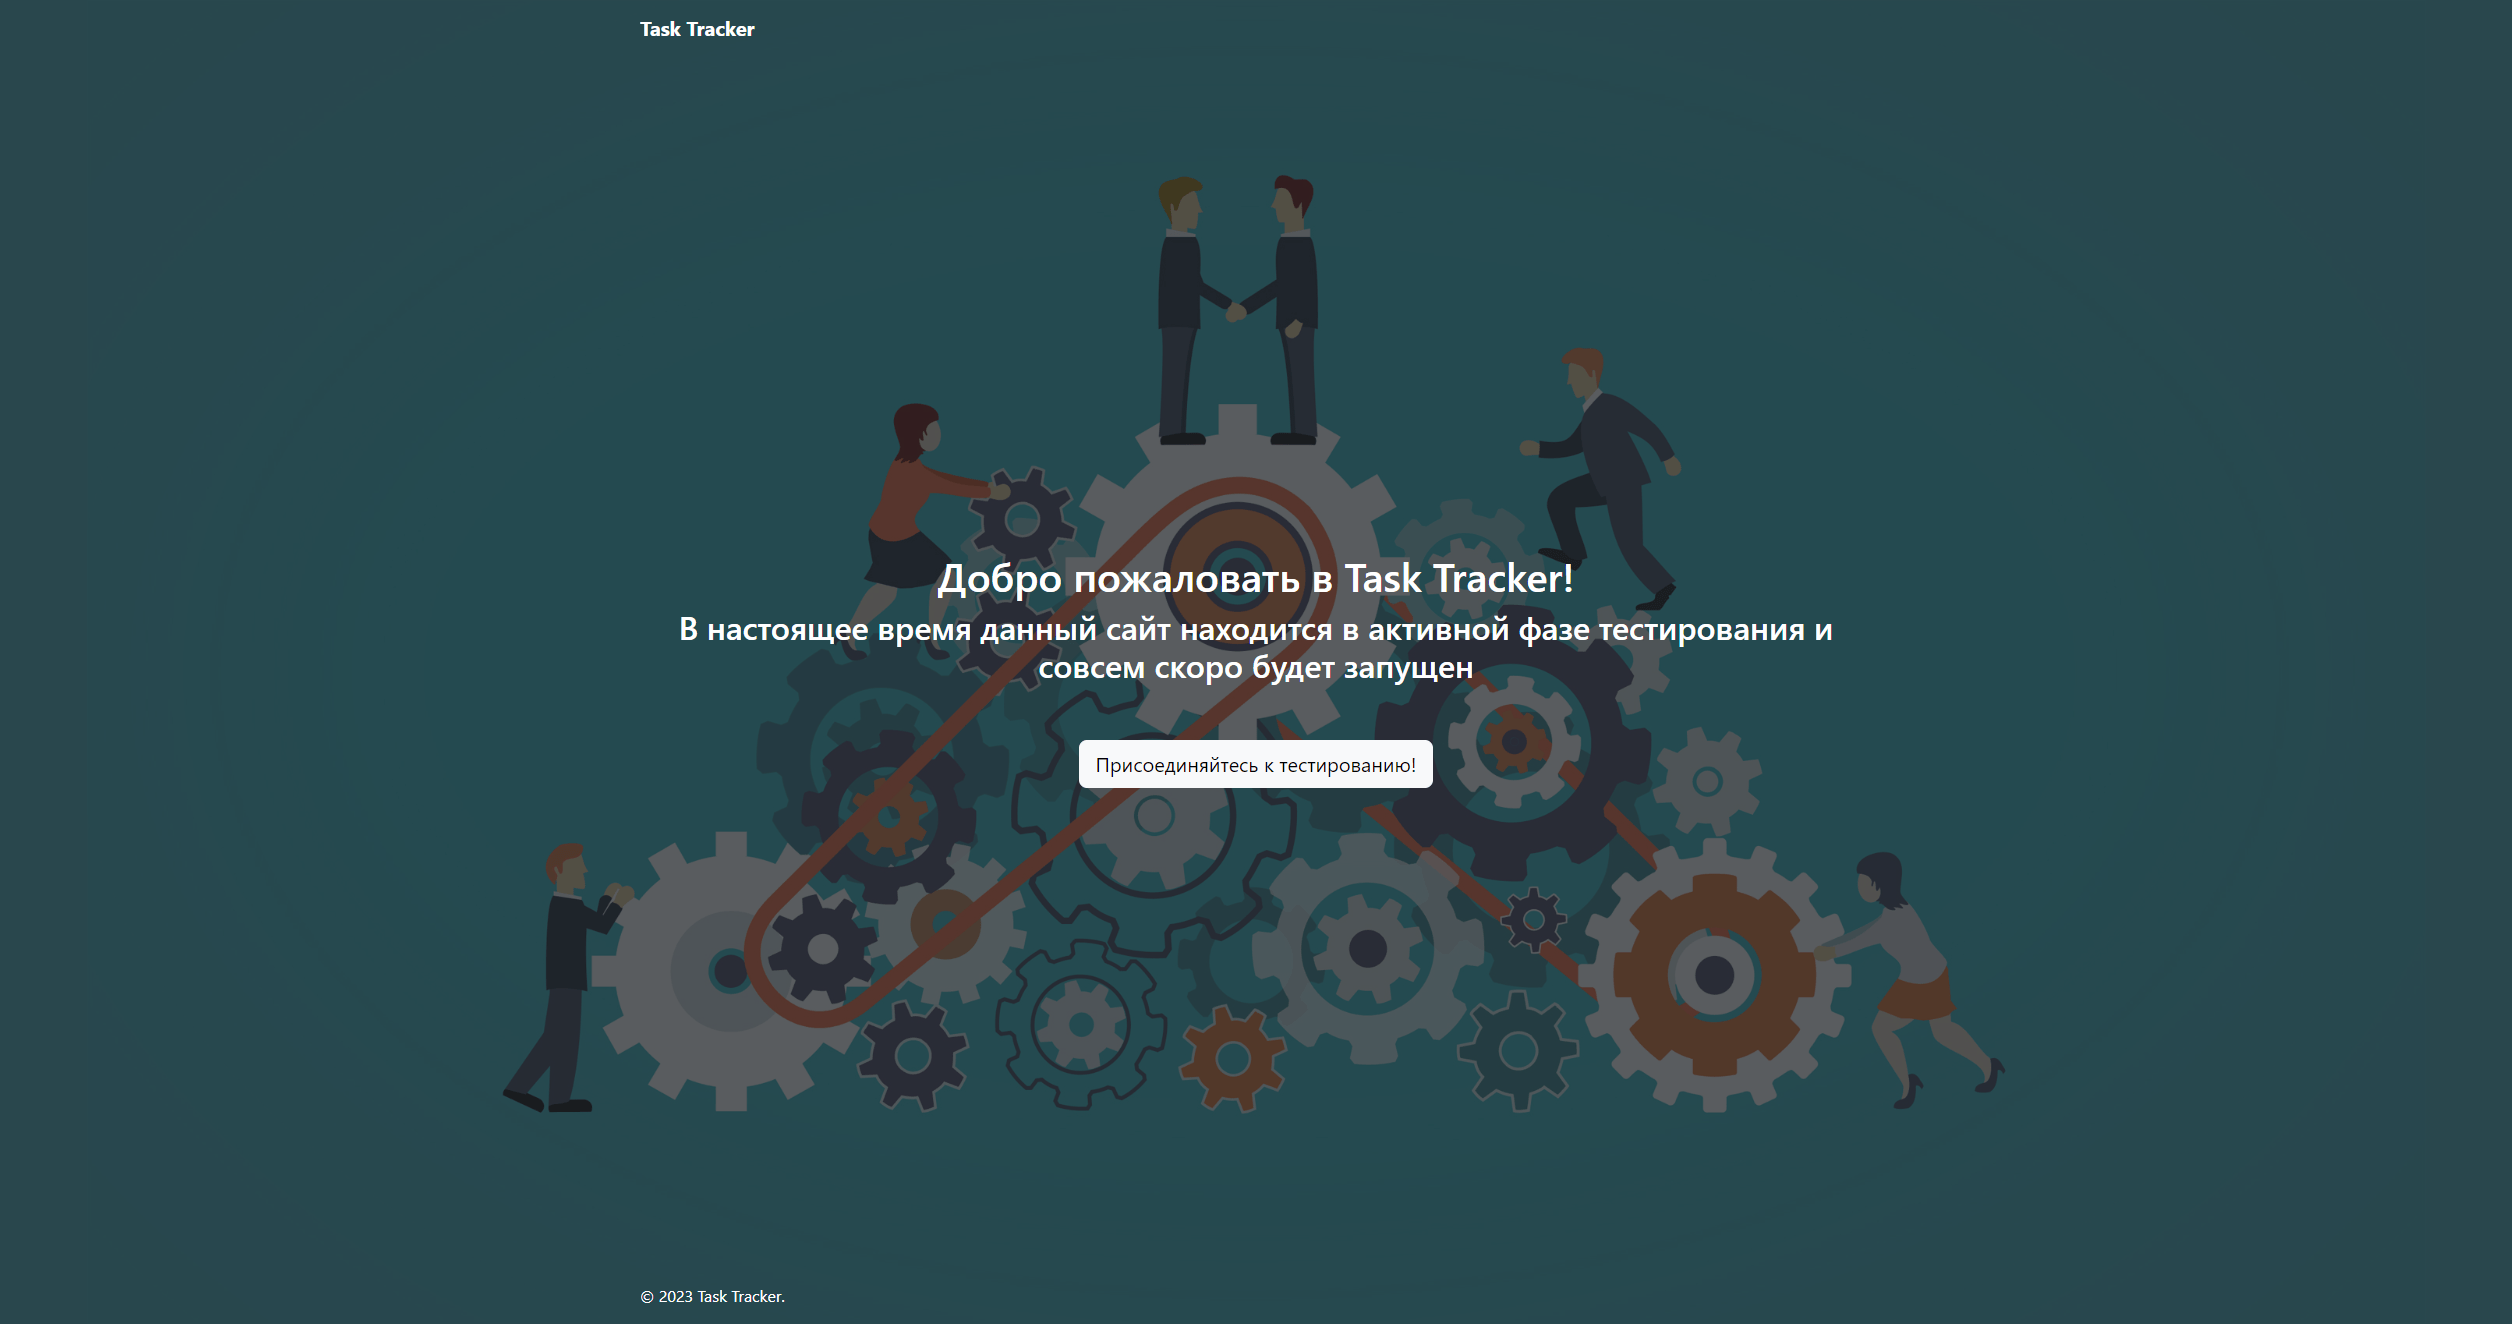 Task Tracker
Добро пожаловать в Task Tracker!
В настоящее время данный сайт находится в активной фазе тестирования и
совсем скоро будет запущен
Присоединяйтесь к тестированию!
© 2023 Task Tracker.